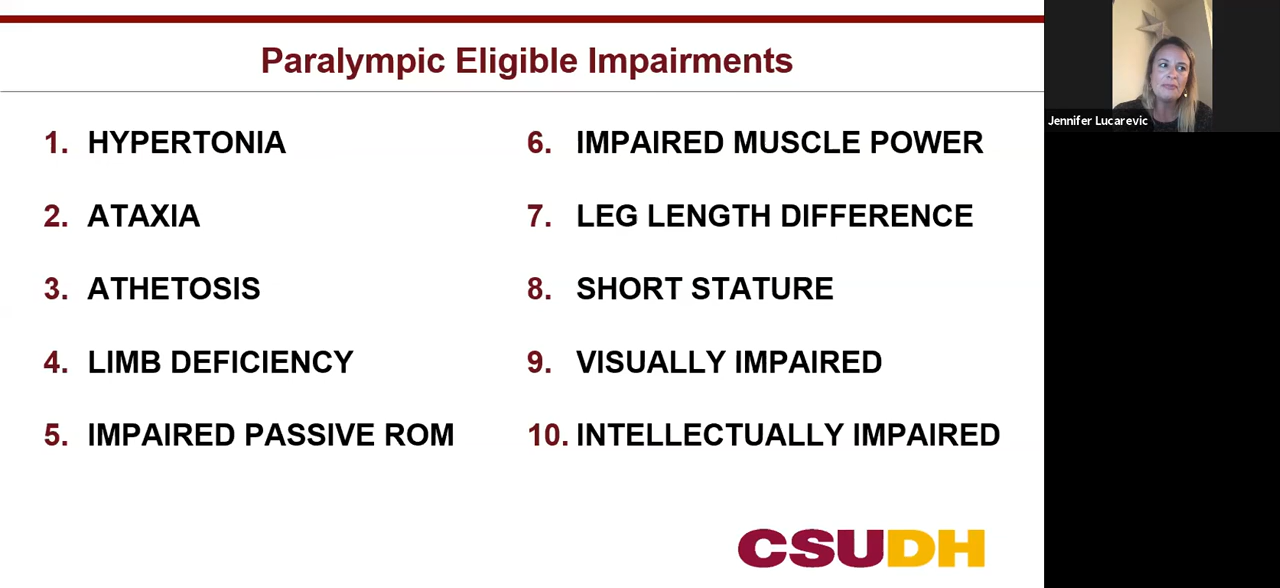 Paralympic Eligible Impairments
1. HYPERTONIA
2. ATAXIA
3. ATHETOSIS
4. LIMB DEFICIENCY
5. IMPAIRED PASSIVE ROM
6. IMPAIRED MUSCLE POWER
7. LEG LENGTH DIFFERENCE
8. SHORT STATURE
9. VISUALLY IMPAIRED
10. INTELLECTUALLY IMPAIRED
CSUDH
Jennifer Lucarevic